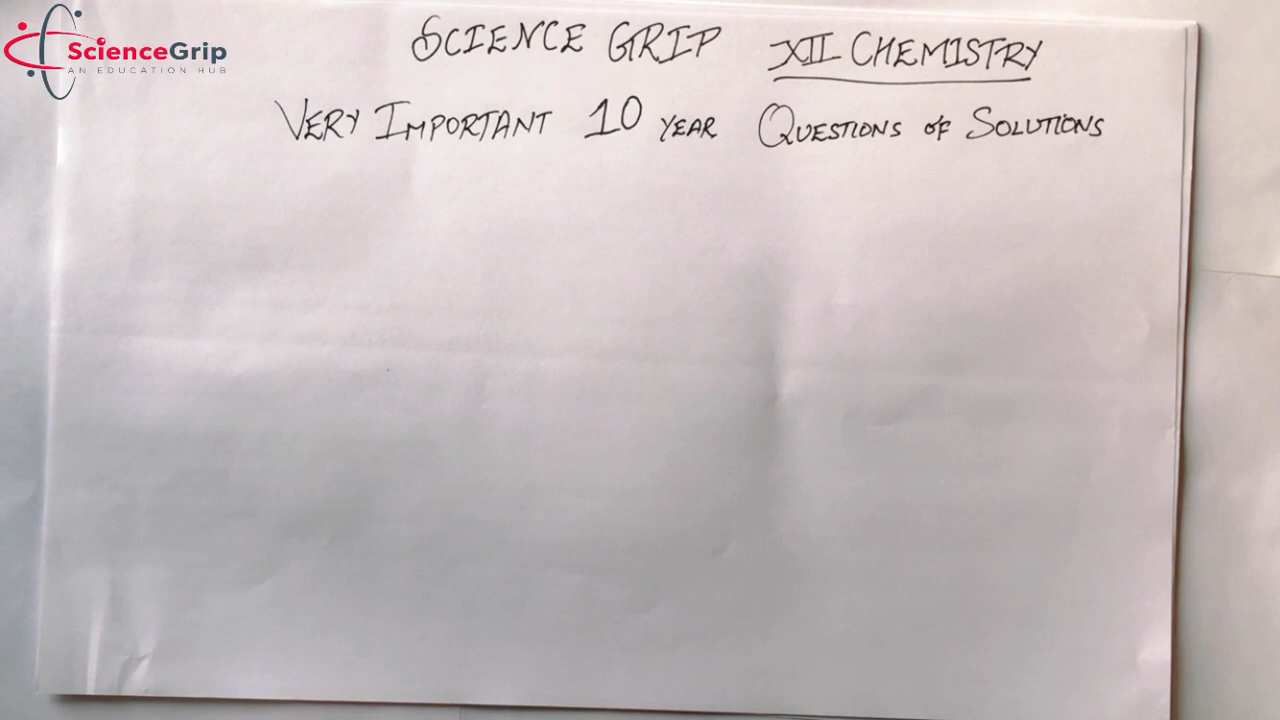 ScienceGrip
AN EDUCATION HUB
SCIENCE GRIP XII CHEMISTRY
VERY IMPORTANT 10 YEAR QUESTIONS OF SOLUTIONS